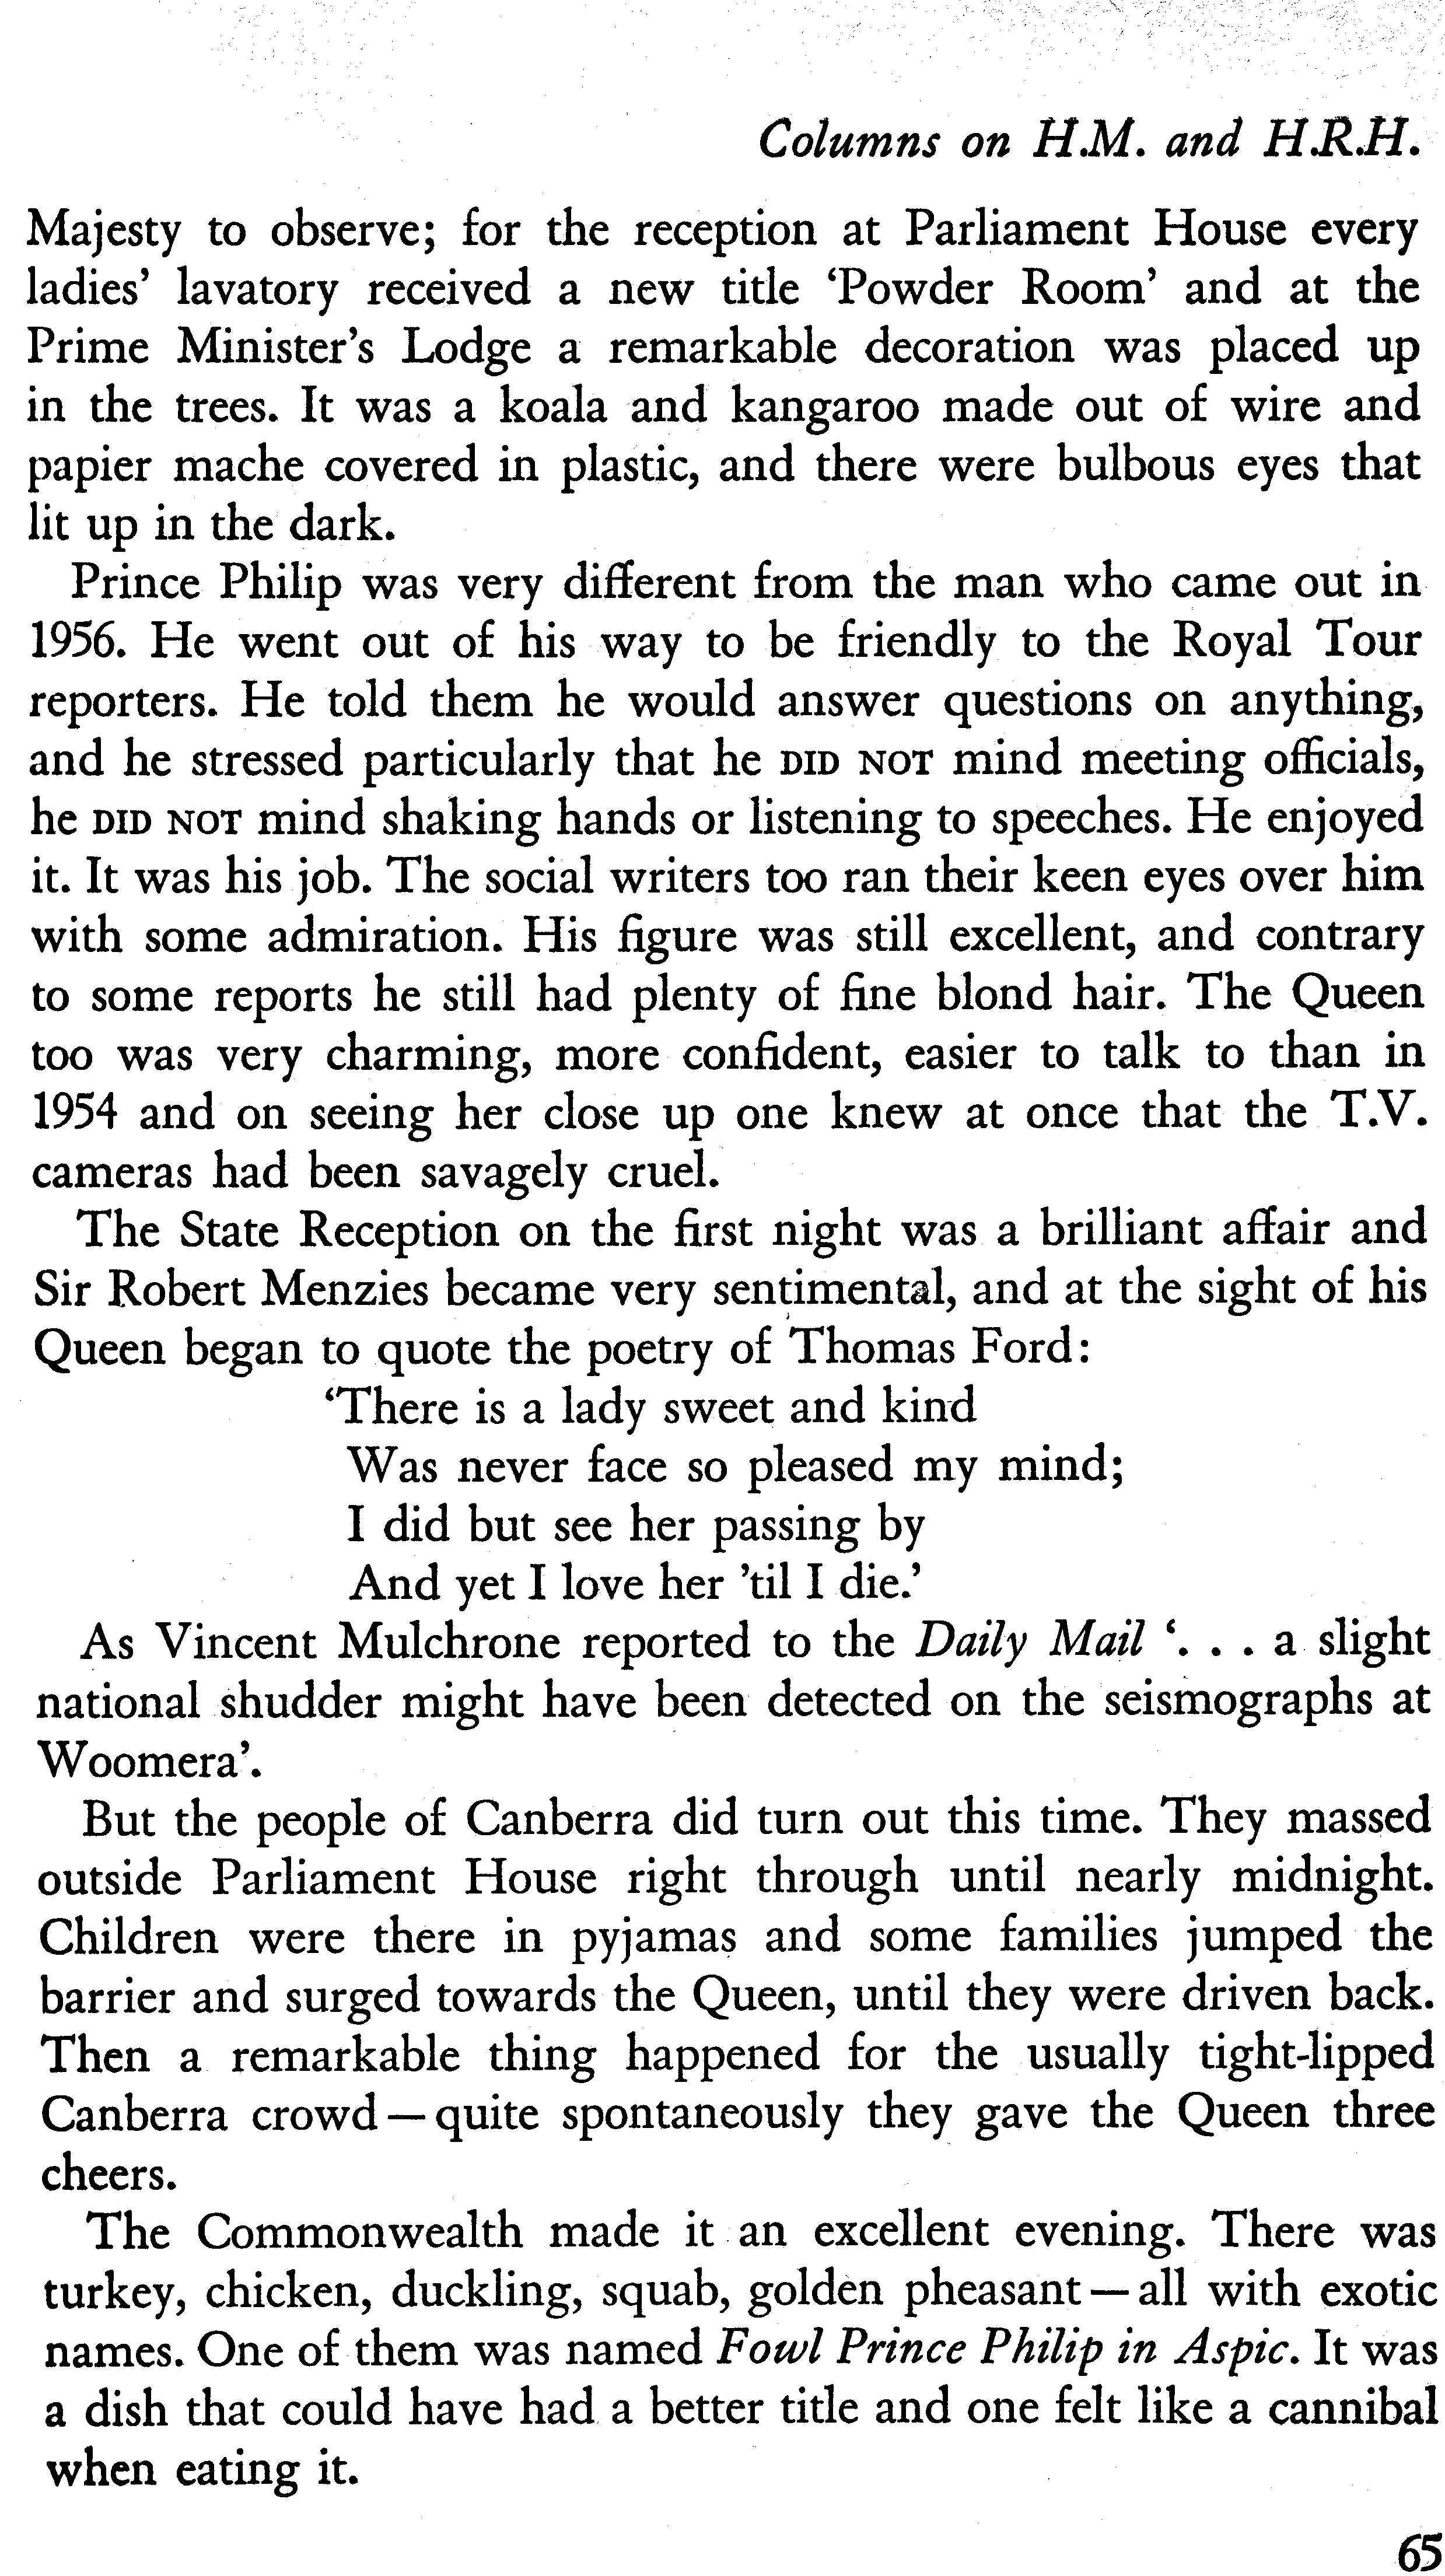 Columns on H.M. and H.R.H.
Majesty to observe; for the reception at Parliament House every
ladies’ lavatory received a new title ‘Powder Room’ and at the
Prime Minister’s Lodge a remarkable decoration was placed up
in the trees. It was a koala and kangaroo made out of wire and
papier mache covered in plastic, and there were bulbous eyes that
lit up in the dark.
Prince Philip was very different from the man who came out in
1956. He went out of his way to be friendly to the Royal Tour
reporters. He told them he would answer questions on anything,
and he stressed particularly that he DID NOT mind meeting officials,
he DID NOT mind shaking hands or listening to speeches. He enjoyed
it. It was his job. The social writers too ran their keen eyes over him
with some admiration. His figure was still excellent, and contrary
to some reports he still had plenty of fine blond hair. The Queen
too was very charming, more confident, easier to talk to than in
1954 and on seeing her close up one knew at once that the T.V.
cameras had been savagely cruel.
The State Reception on the first night was a brilliant affair and
Sir Robert Menzies became very sentimental, and at the sight of his
Queen began to quote the poetry of Thomas Ford:
‘There is a lady sweet and kind
Was never face so pleased my mind;
I did but see her passing by
And yet I love her ’til I die.’
As Vincent Mulchrone reported to the Daily Mail ‘. . . a slight
national shudder might have been detected on the seismographs at
Woomera’.
But the people of Canberra did turn out this time. They massed
outside Parliament House right through until nearly midnight.
Children were there in pyjamas and some families jumped the
barrier and surged towards the Queen, until they were driven back.
Then a remarkable thing happened for the usually tight-lipped
Canberra crowd — quite spontaneously they gave the Queen three
cheers.
The Commonwealth made it an excellent evening. There was
turkey, chicken, duckling, squab, golden pheasant — all with exotic
names. One of them was named Fowl Prince Philip in Aspic. It was
a dish that could have had a better title and one felt like a cannibal
when eating it.
65